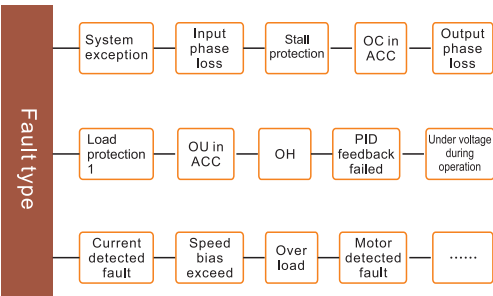 Fault type
System
exception
Input
phase
loss
Stall
protection
OC in
ACC
Output
phase
loss
Load
protection
1
OU in
ACC
OH
PID
feedback
failed
Under voltage
during
operation
Current
detected
fault
Speed
bias
exceed
Over
load
Motor
detected
fault
......